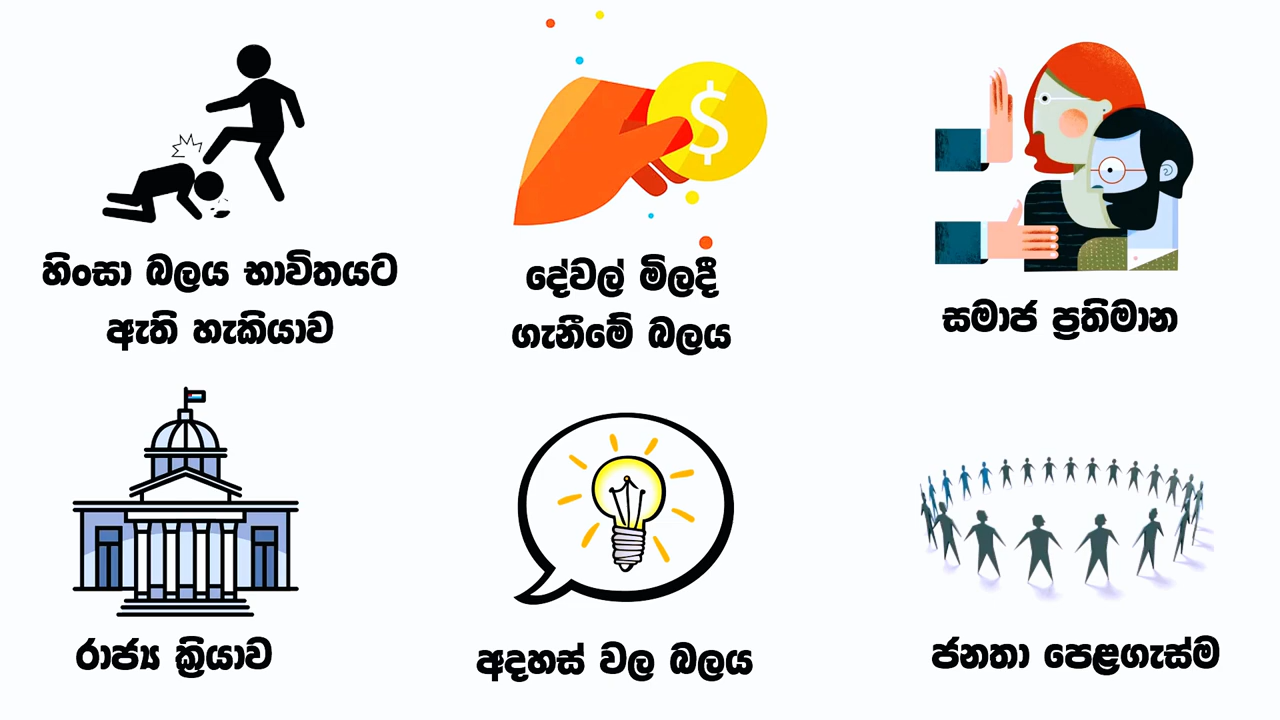 හිංසා බලය භාවිතයට
ඇති හැකියාව
දේවල් මිලදී
ගැනීමේ බලය
සමාජ ප්‍රතිමාන
රාජ්‍ය ක්‍රියාව
අදහස් වල බලය
ජනතා පෙළගැස්ම